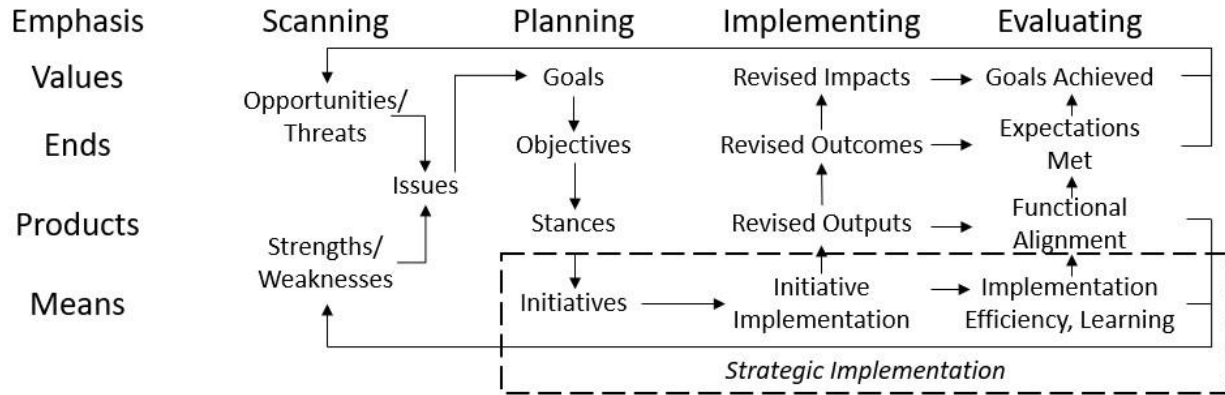 Emphasis Scanning Planning Implementing Evaluating
Values Goals Revised Impacts Goals Achieved
Opportunities/
Threats
Ends Objectives Revised Outcomes Expectations
Met
Issues
Products Stances Revised Outputs Functional
Alignment
Strengths/
Weaknesses
Means Initiatives Initiative
Implementation
Implementation
Efficiency, Learning
Strategic Implementation